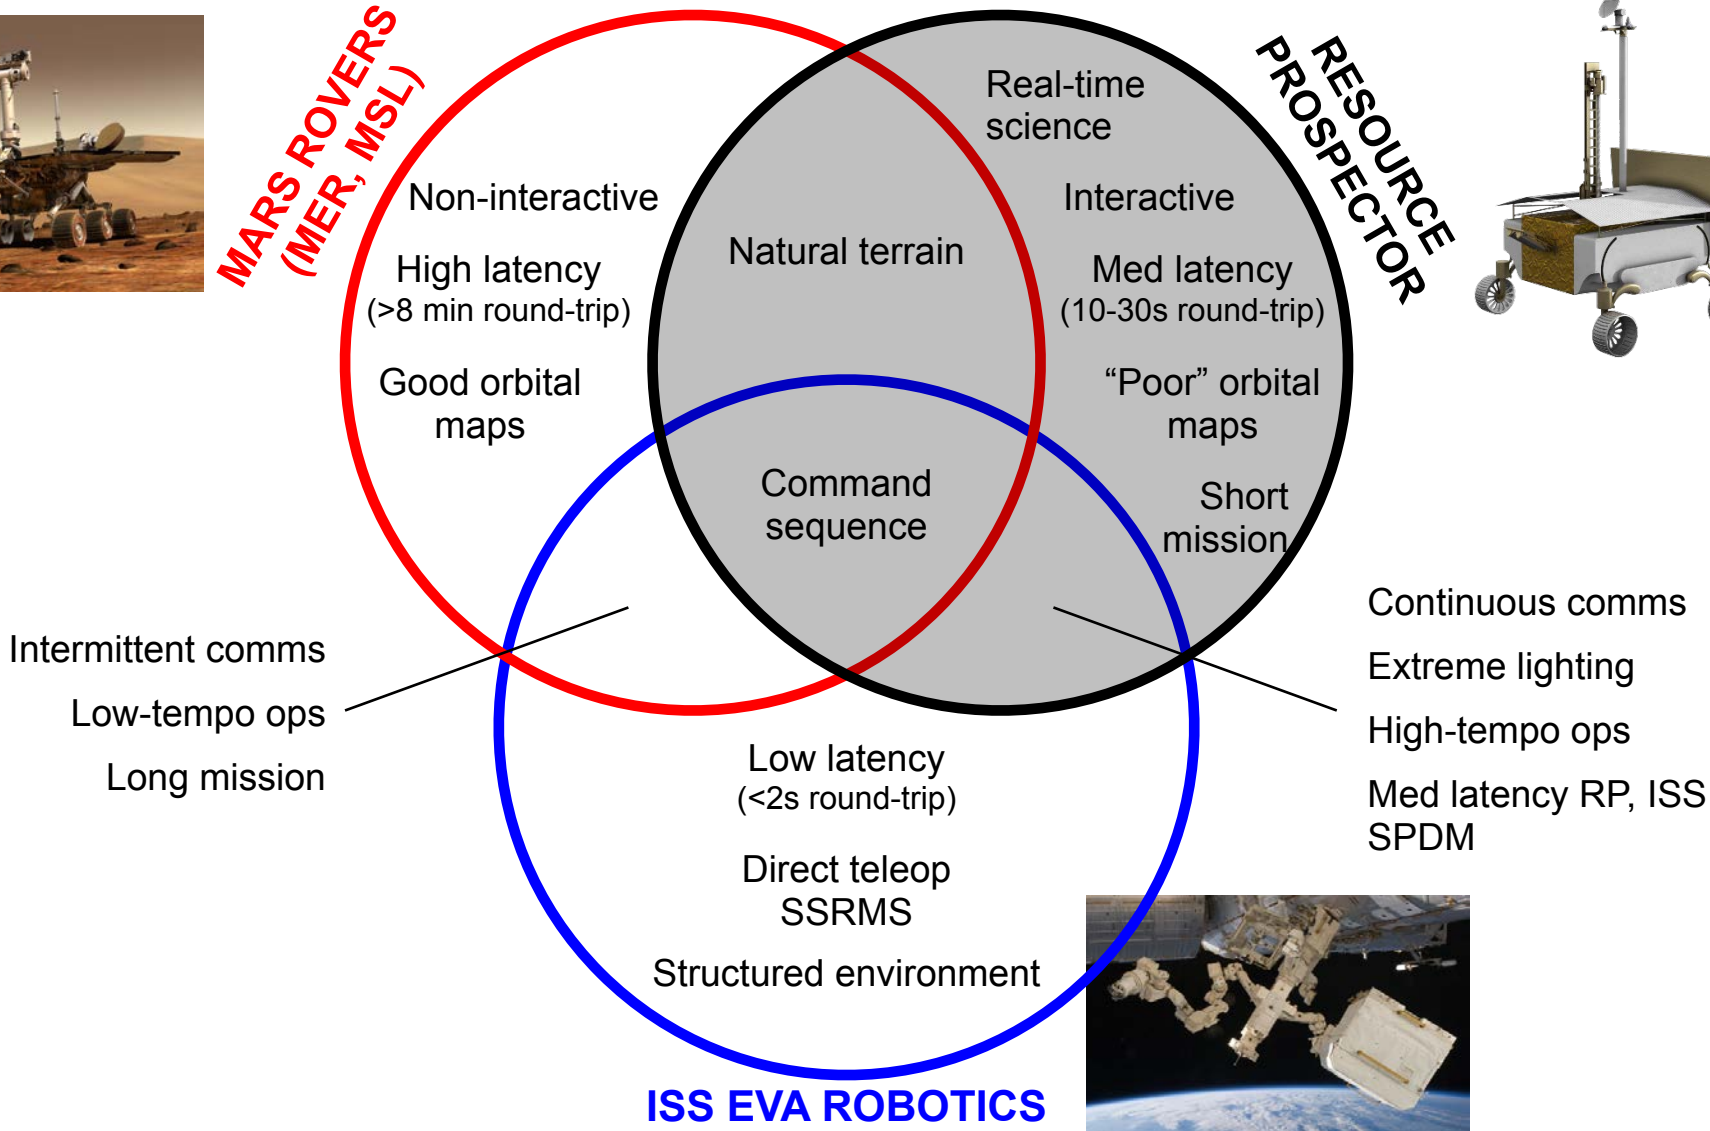 MARS ROVERS
(MER, MSL)
RESOURCE
PROSPECTOR
Non-interactive
High latency
(>8 min round-trip)
Good orbital
maps
Natural terrain
Real-time
science
Interactive
Med latency
(10-30s round-trip)
“Poor” orbital
maps
Short
mission
Command
sequence
Intermittent comms
Low-tempo ops
Long mission
Continuous comms
Extreme lighting
High-tempo ops
Med latency RP, ISS
SPDM
Low latency
(<2s round-trip)
Direct teleop
SSRMS
Structured environment
ISS EVA ROBOTICS